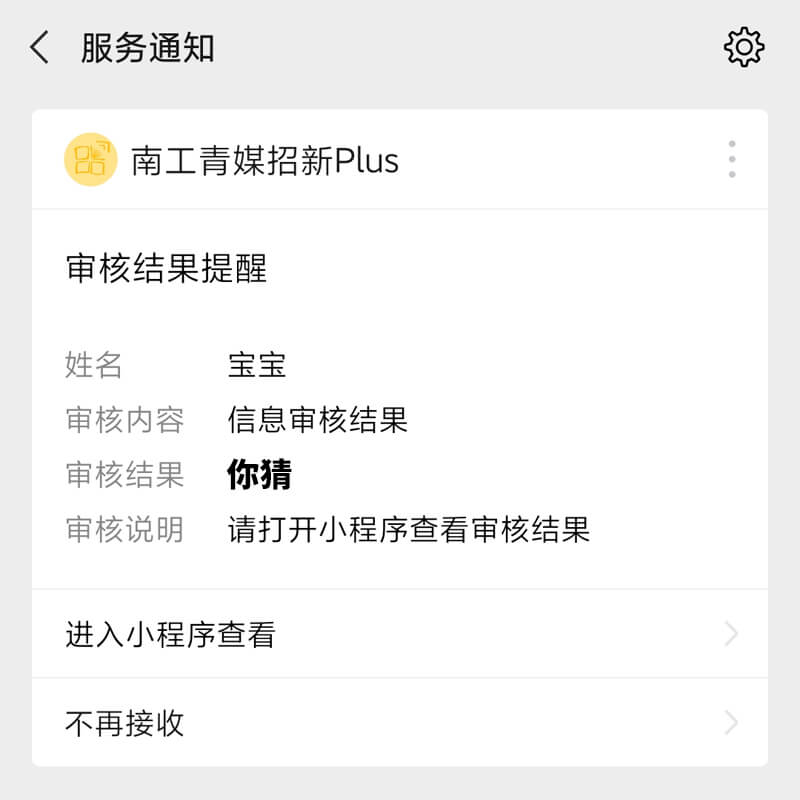 服务通知
南工青媒招新Plus
审核结果提醒
姓名 宝宝
审核内容 信息审核结果
审核结果 你猜
审核说明 请打开小程序查看审核结果
进入小程序查看
不再接收